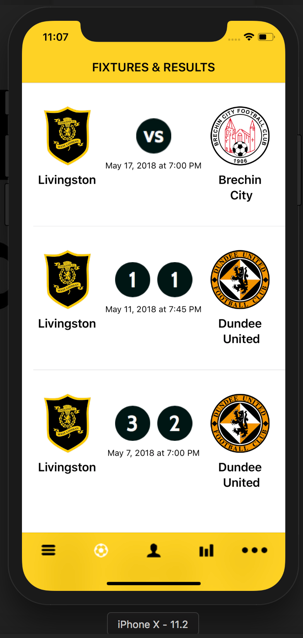 11:07
FIXTURES & RESULTS
VS
May 17, 2018 at 7:00 PM
Livingston
BRECHIN CITY FOOTBALL CLUB
1906
Brechin
City
1 1
May 11, 2018 at 7:45 PM
Livingston
DUNDEE UNITED
FOOTBALL CLUB
Dundee
United
3 2
May 7, 2018 at 7:00 PM
Livingston
DUNDEE UNITED
FOOTBALL CLUB
Dundee
United
iPhone X - 11.2